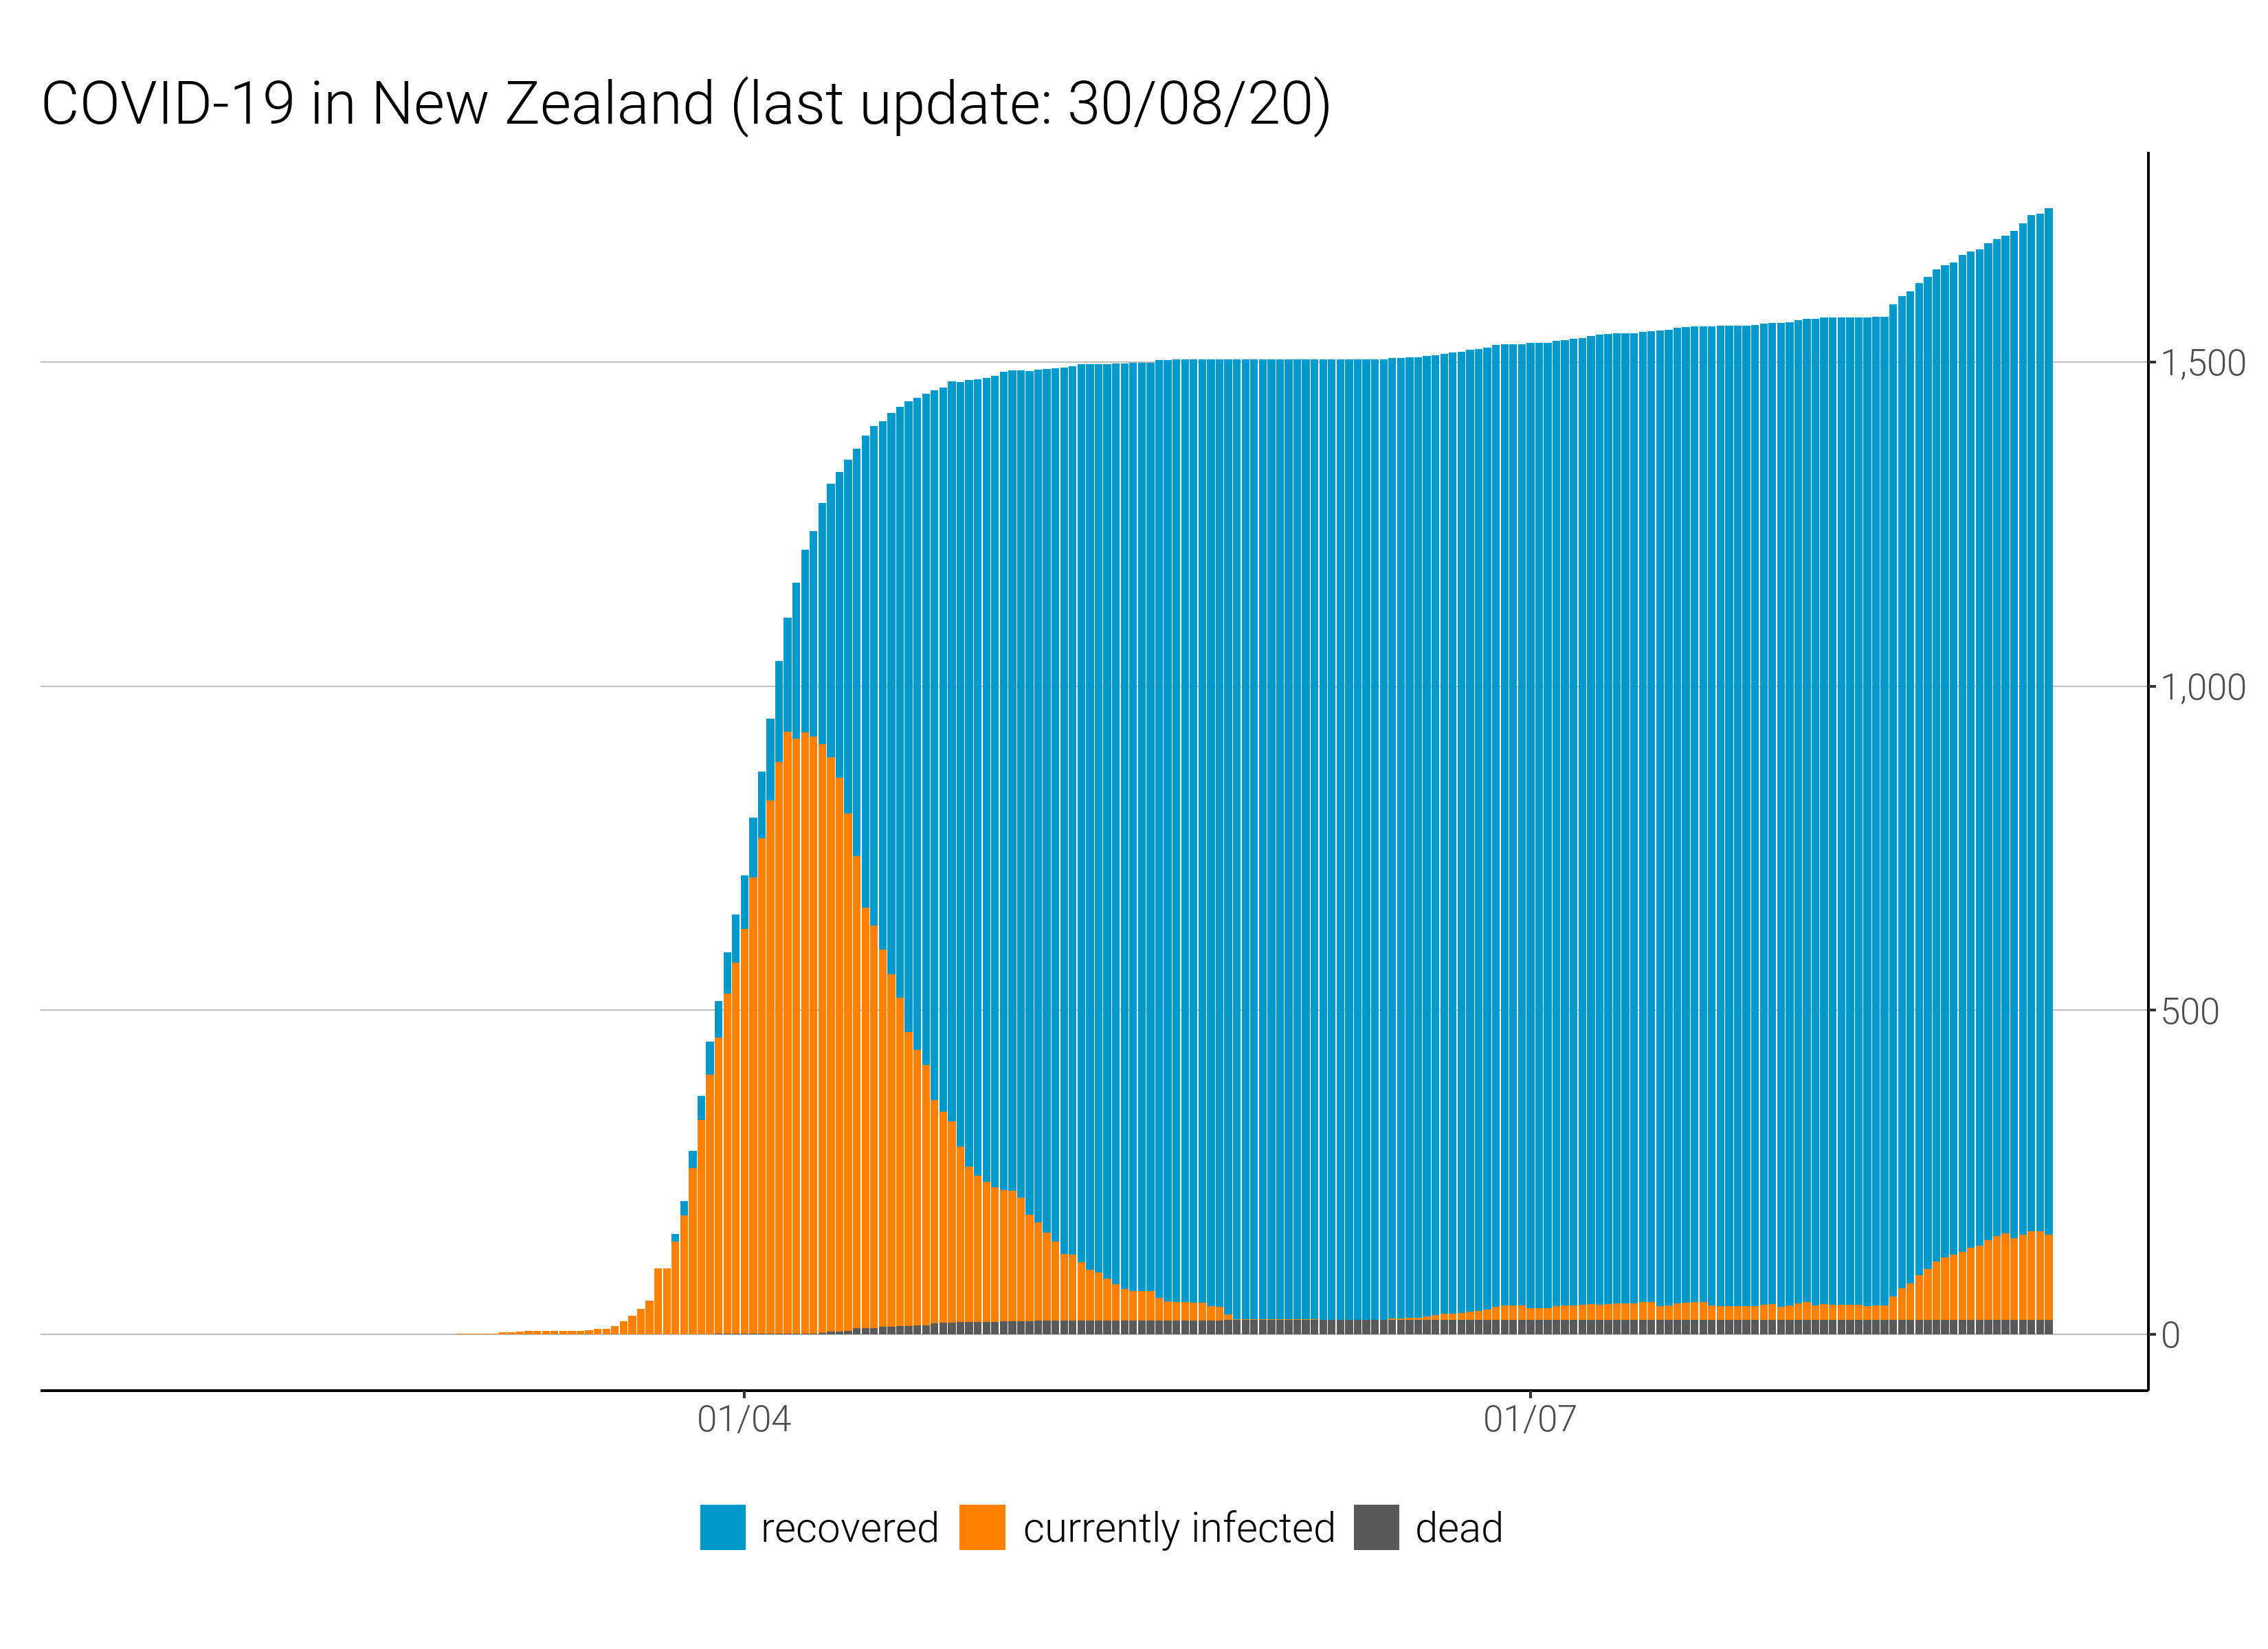 COVID-19 in New Zealand (last update: 30/08/20)
1,500
1,000
500
0
01/04 01/07
recovered currently infected dead